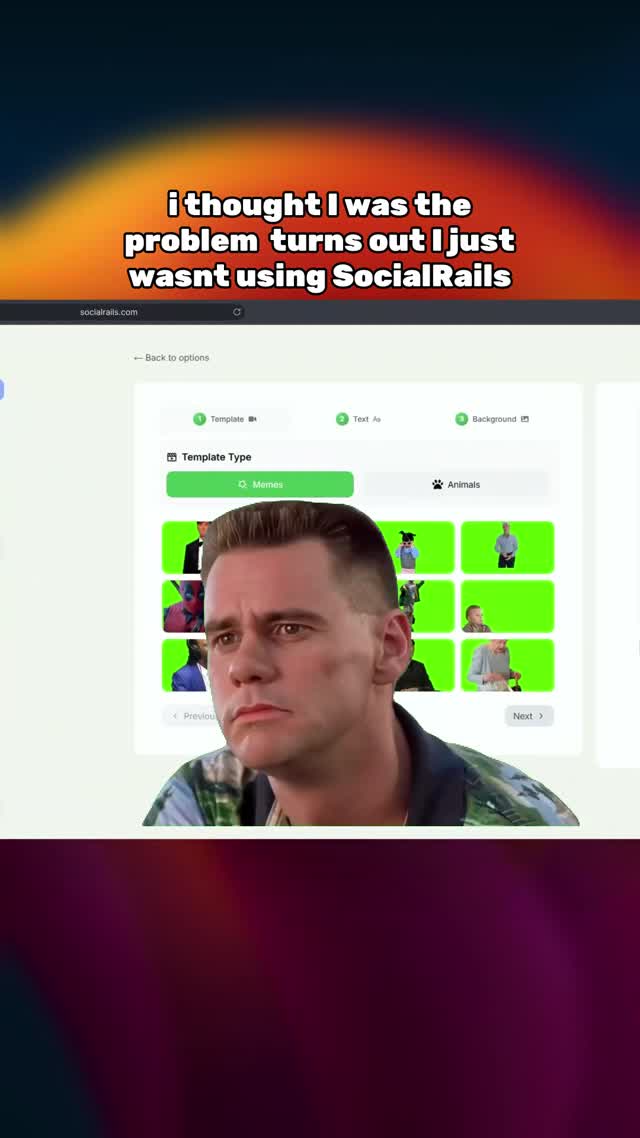 i thought I was the
problem turns out I just
wasnt using SocialRails
socialrails.com
← Back to options
1 Template
2 Text Aa
3 Background
Template Type
Memes
Animals
Previou
Next